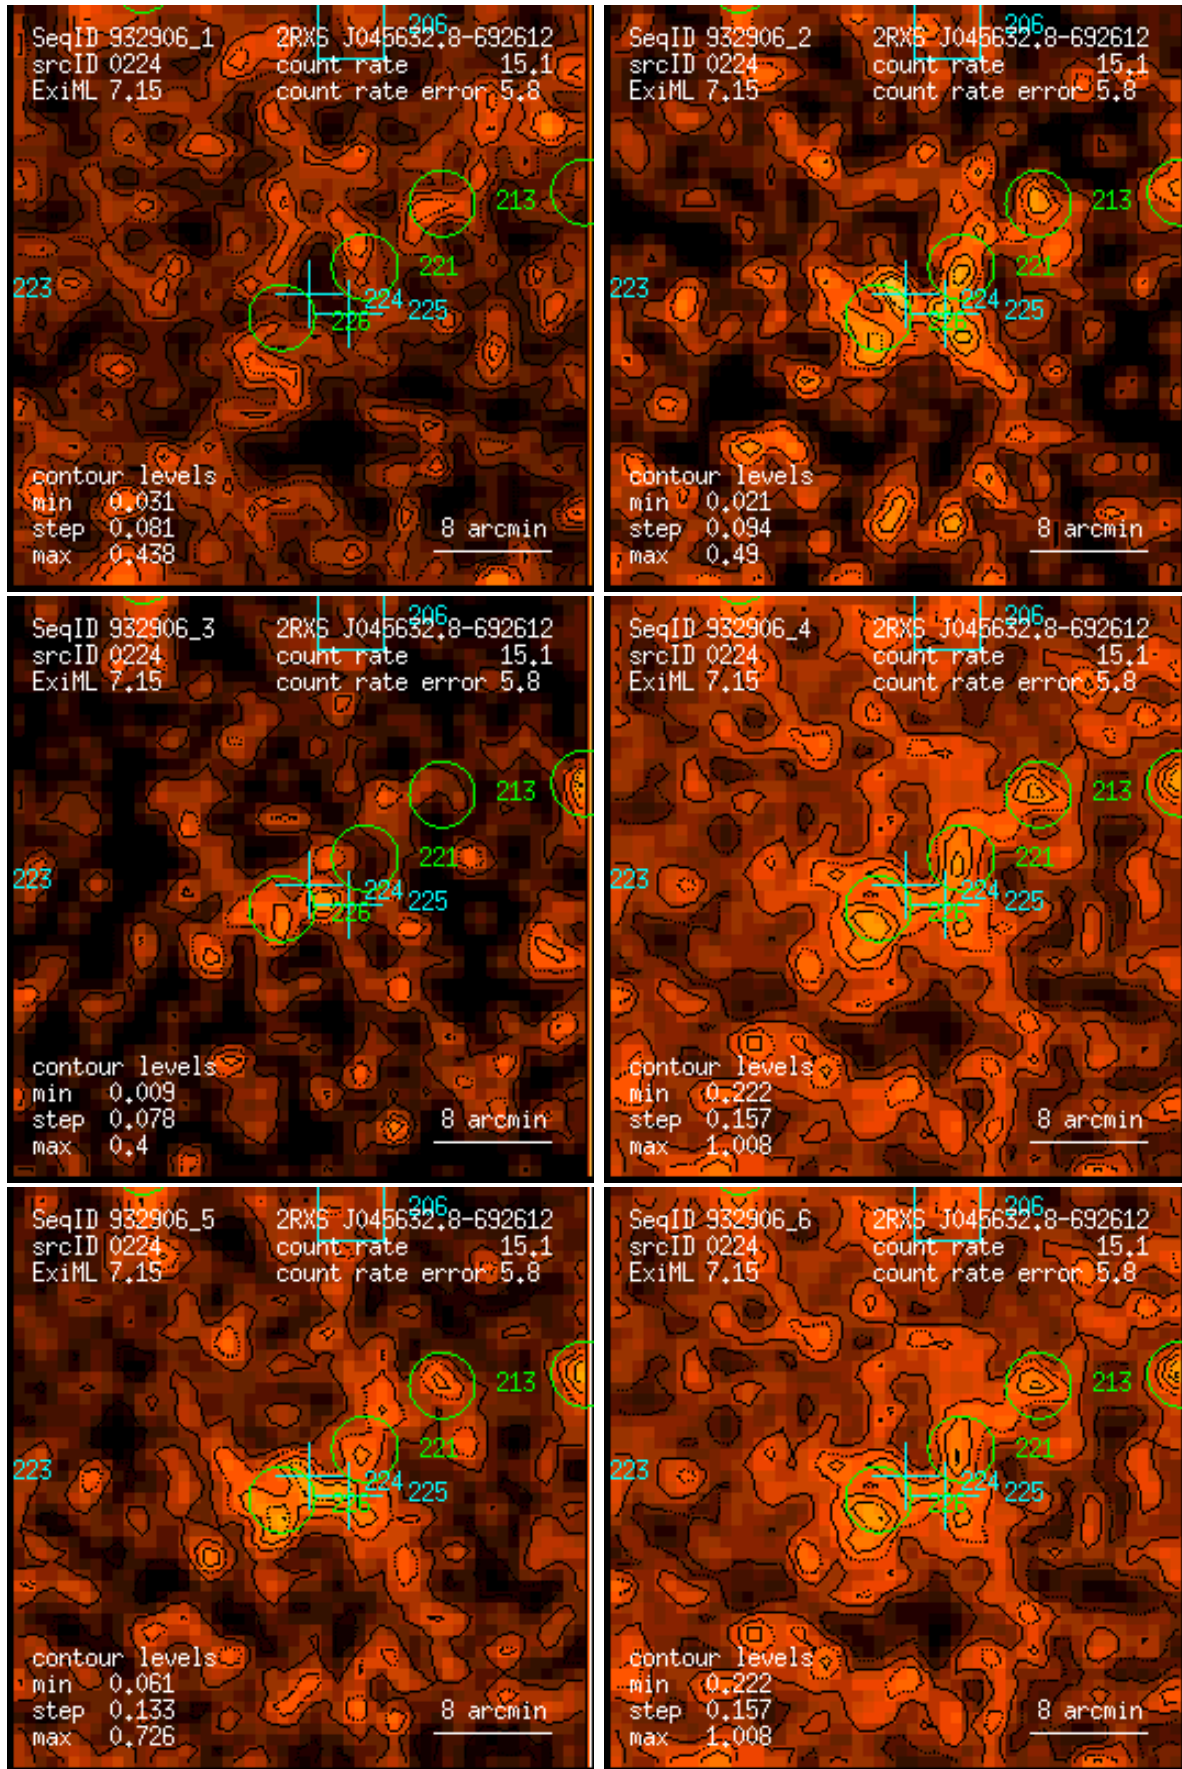 SeqID 932906_1 2RXS J045632.8-692612
srcID 0224 count rate 15.1
ExiML 7.15 count rate error 5.8
206
213
221
223
224
225
226
contour levels
min 0.031
step 0.081
max 0.438
8 arcmin
SeqID 932906_2 2RXS J045632.8-692612
srcID 0224 count rate 15.1
ExiML 7.15 count rate error 5.8
206
213
221
223
224
225
226
contour levels
min 0.021
step 0.094
max 0.49
8 arcmin
SeqID 932906_3 2RXS J045632.8-692612
srcID 0224 count rate 15.1
ExiML 7.15 count rate error 5.8
206
213
221
223
224
225
226
contour levels
min 0.009
step 0.078
max 0.4
8 arcmin
SeqID 932906_4 2RXS J045632.8-692612
srcID 0224 count rate 15.1
ExiML 7.15 count rate error 5.8
206
213
221
223
224
225
226
contour levels
min 0.222
step 0.157
max 1.008
8 arcmin
SeqID 932906_5 2RXS J045632.8-692612
srcID 0224 count rate 15.1
ExiML 7.15 count rate error 5.8
206
213
221
223
224
225
226
contour levels
min 0.061
step 0.133
max 0.726
8 arcmin
SeqID 932906_6 2RXS J045632.8-692612
srcID 0224 count rate 15.1
ExiML 7.15 count rate error 5.8
206
213
221
223
224
225
226
contour levels
min 0.222
step 0.157
max 1.008
8 arcmin